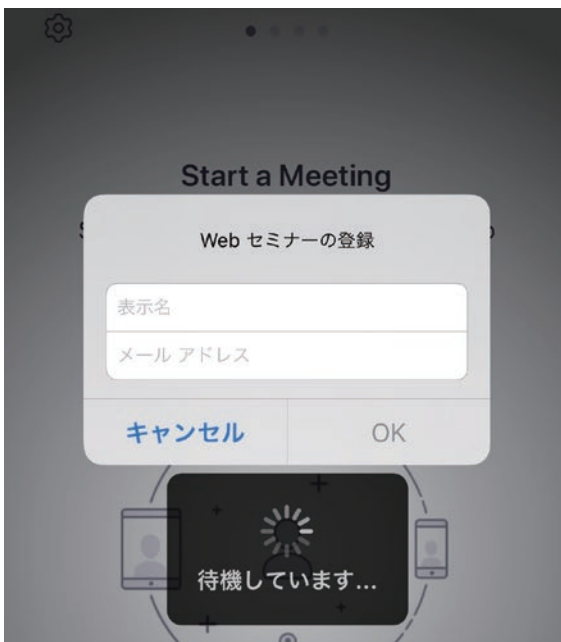 Start a Meeting
Web セミナーの登録
表示名
メール アドレス
キャンセル
OK
待機しています...